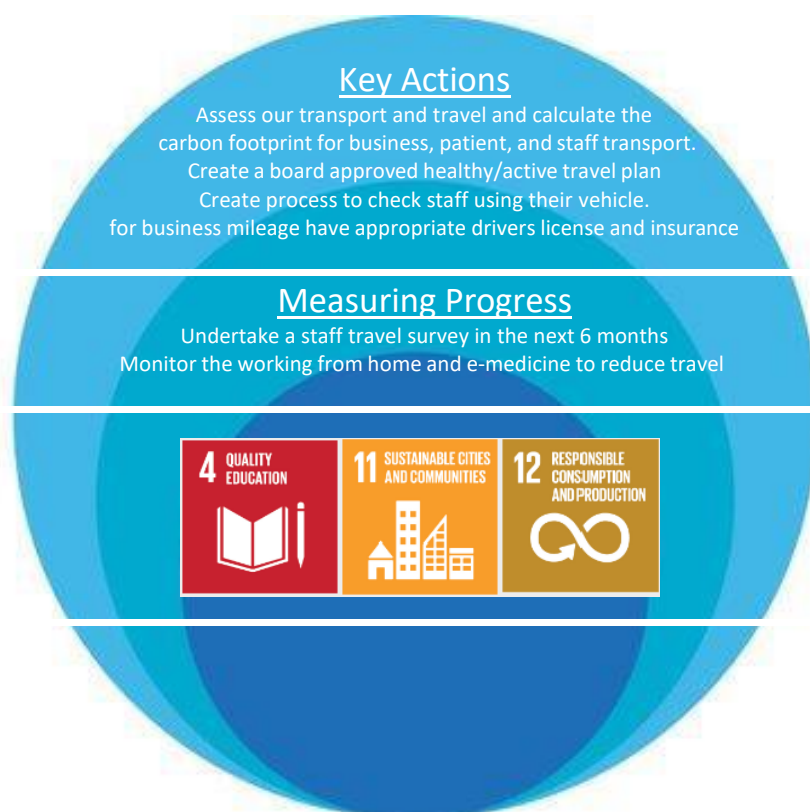 Key Actions
Assess our transport and travel and calculate the
carbon footprint for business, patient, and staff transport.
Create a board approved healthy/active travel plan
Create process to check staff using their vehicle.
for business mileage have appropriate drivers license and insurance
Measuring Progress
Undertake a staff travel survey in the next 6 months
Monitor the working from home and e-medicine to reduce travel
4 QUALITY
EDUCATION
11 SUSTAINABLE CITIES
AND COMMUNITIES
12 RESPONSIBLE
CONSUMPTION
AND PRODUCTION